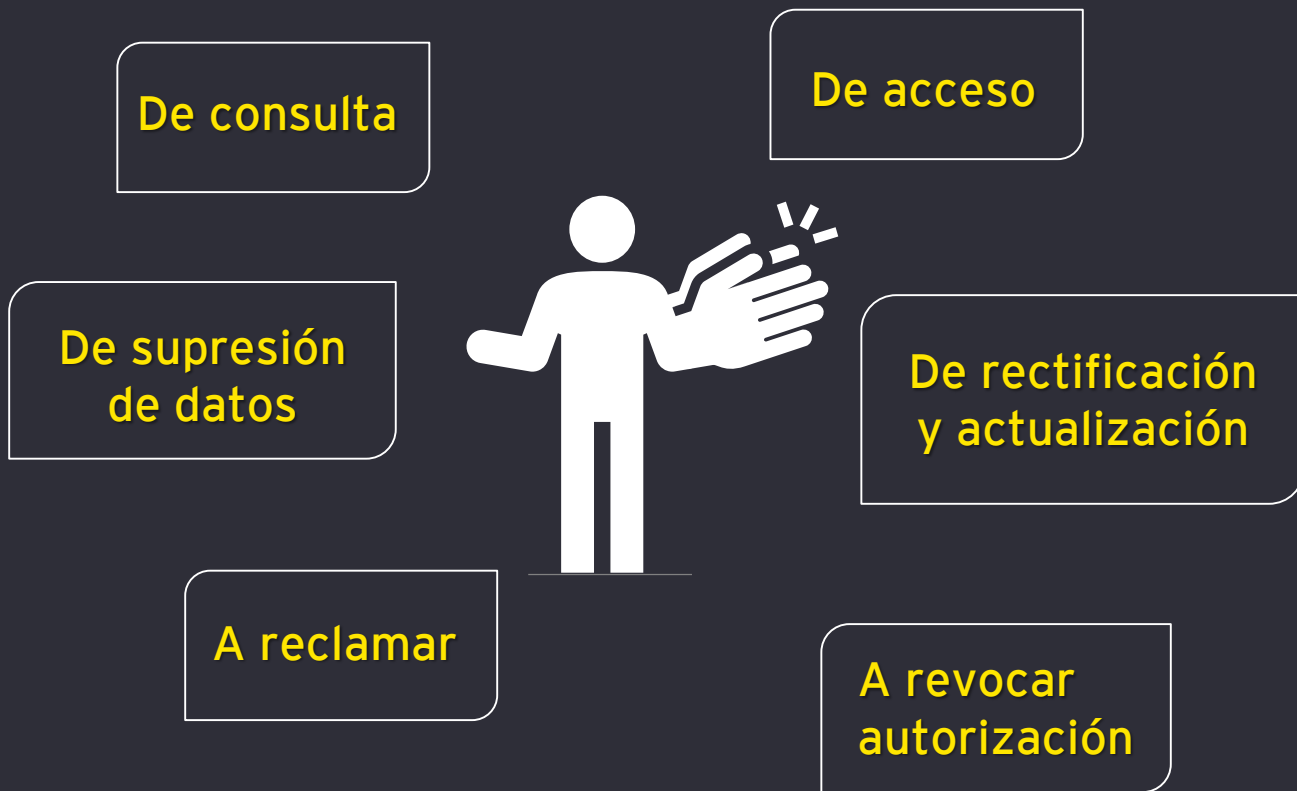 De consulta
De acceso
De supresión
de datos
De rectificación
y actualización
A reclamar
A revocar
autorización